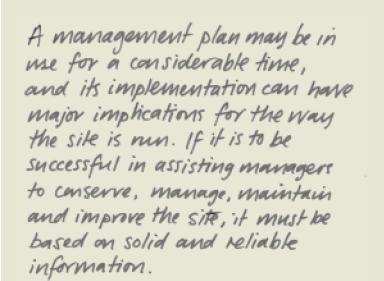 A management plan may be in
use for a considerable time,
and its implementation can have
major implications for the way
the site is run. If it is to be
successful in assisting managers
to conserve, manage, maintain
and improve the site, it must be
based on solid and reliable
information.